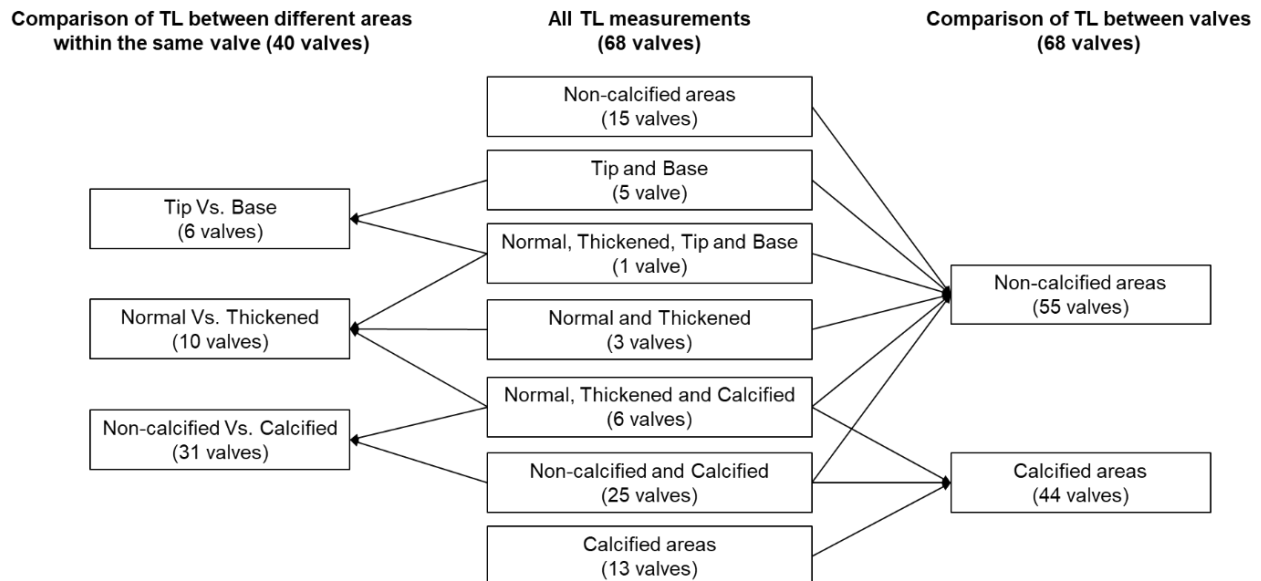 Comparison of TL between different areas
within the same valve (40 valves)
All TL measurements
(68 valves)
Comparison of TL between valves
(68 valves)
Tip Vs. Base
(6 valves)
Normal Vs. Thickened
(10 valves)
Non-calcified Vs. Calcified
(31 valves)
Non-calcified areas
(15 valves)
Tip and Base
(5 valve)
Normal, Thickened, Tip and Base
(1 valve)
Normal and Thickened
(3 valves)
Normal, Thickened and Calcified
(6 valves)
Non-calcified and Calcified
(25 valves)
Calcified areas
(13 valves)
Non-calcified areas
(55 valves)
Calcified areas
(44 valves)